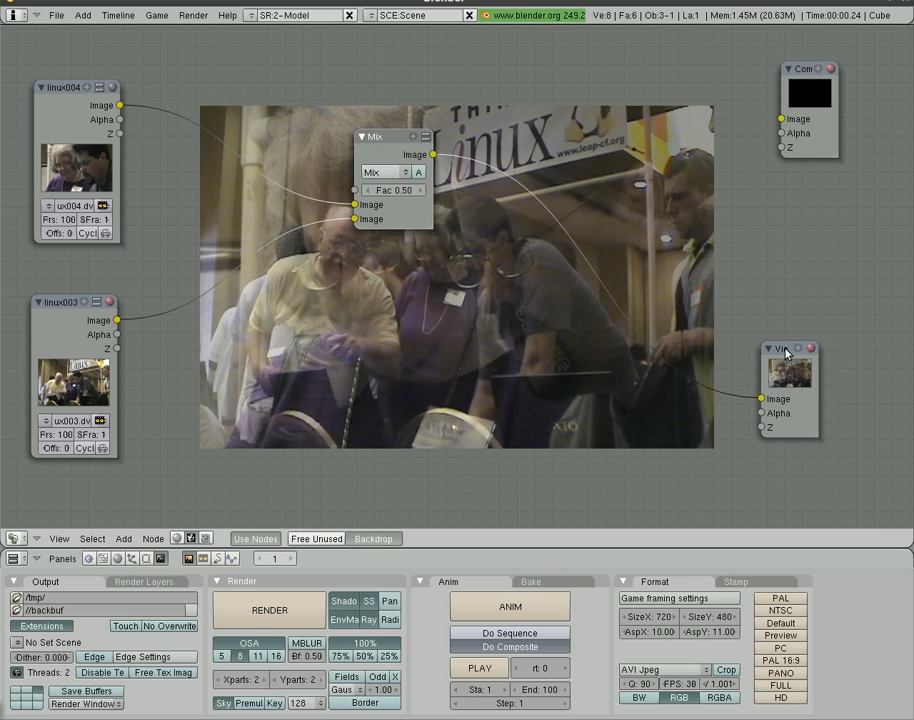 File Add Timeline Game Render Help SR:2-Model X SCE:Scene X www.blender.org 249.2 Ve:8 | Fa:6 | Ob:3-1 | La:1 | Mem:1.45M (20.63M) | Time:00:00.24 | Cube
linux004
Image
Alpha
Z
ux004.dv
Frs: 100 SFra: 1
Offs: 0 Cycl
linux003
Image
Alpha
Z
ux003.dv
Frs: 100 SFra: 1
Offs: 0 Cycl
Linux
www.leap-cf.org
Mix
Image
Mix A
Fac 0.50
Image
Image
Com
Image
Alpha
Z
Image
Alpha
Z
View Select Add Node Use Nodes Free Unused Backdrop
Panels 1
Output Render Layers
/tmp/
//backbuf
Extensions Touch No Overwrite
No Set Scene
Dither: 0.000 Edge Edge Settings
Threads: 2 Disable Te Free Tex Imag
Save Buffers
Render Window
Render
RENDER Shado SS Pan
EnvMa Ray Radi
OSA MBLUR 100%
5 8 11 16 Bf: 0.50 75% 50% 25%
Xparts: 2 Yparts: 2 Fields Odd X
Gaus 1.00
Sky Premul Key 128 Border
Anim Bake
ANIM
Do Sequence
Do Composite
PLAY rt: 0
Sta: 1 End: 100
Step: 1
Format Stamp
Game framing settings
SizeX: 720 SizeY: 480
AspX: 10.00 AspY: 11.00
AVI Jpeg Crop
Q: 90 FPS: 30 / 1.001
BW RGB RGBA
PAL
NTSC
Default
Preview
PC
PAL 16:9
PANO
FULL
HD